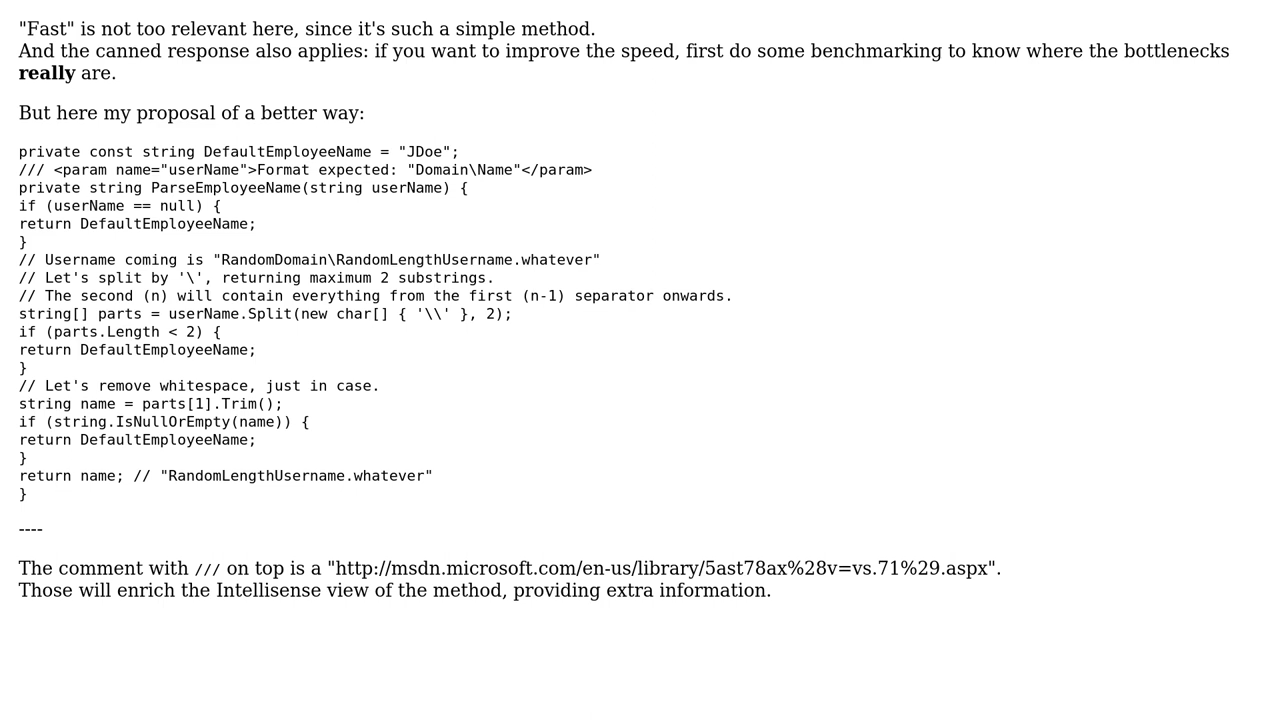 "Fast" is not too relevant here, since it's such a simple method.
And the canned response also applies: if you want to improve the speed, first do some benchmarking to know where the bottlenecks
really are.
But here my proposal of a better way:
private const string DefaultEmployeeName = "JDoe";
/// <param name="userName">Format expected: "Domain\Name"</param>
private string ParseEmployeeName(string userName) {
if (userName == null) {
return DefaultEmployeeName;
}
// Username coming is "RandomDomain\RandomLengthUsername.whatever"
// Let's split by '\', returning maximum 2 substrings.
// The second (n) will contain everything from the first (n-1) separator onwards.
string[] parts = userName.Split(new char[] { '\\' }, 2);
if (parts.Length < 2) {
return DefaultEmployeeName;
}
// Let's remove whitespace, just in case.
string name = parts[1].Trim();
if (string.IsNullOrEmpty(name)) {
return DefaultEmployeeName;
}
return name; // "RandomLengthUsername.whatever"
}
----
The comment with /// on top is a "http://msdn.microsoft.com/en-us/library/5ast78ax%28v=vs.71%29.aspx".
Those will enrich the Intellisense view of the method, providing extra information.